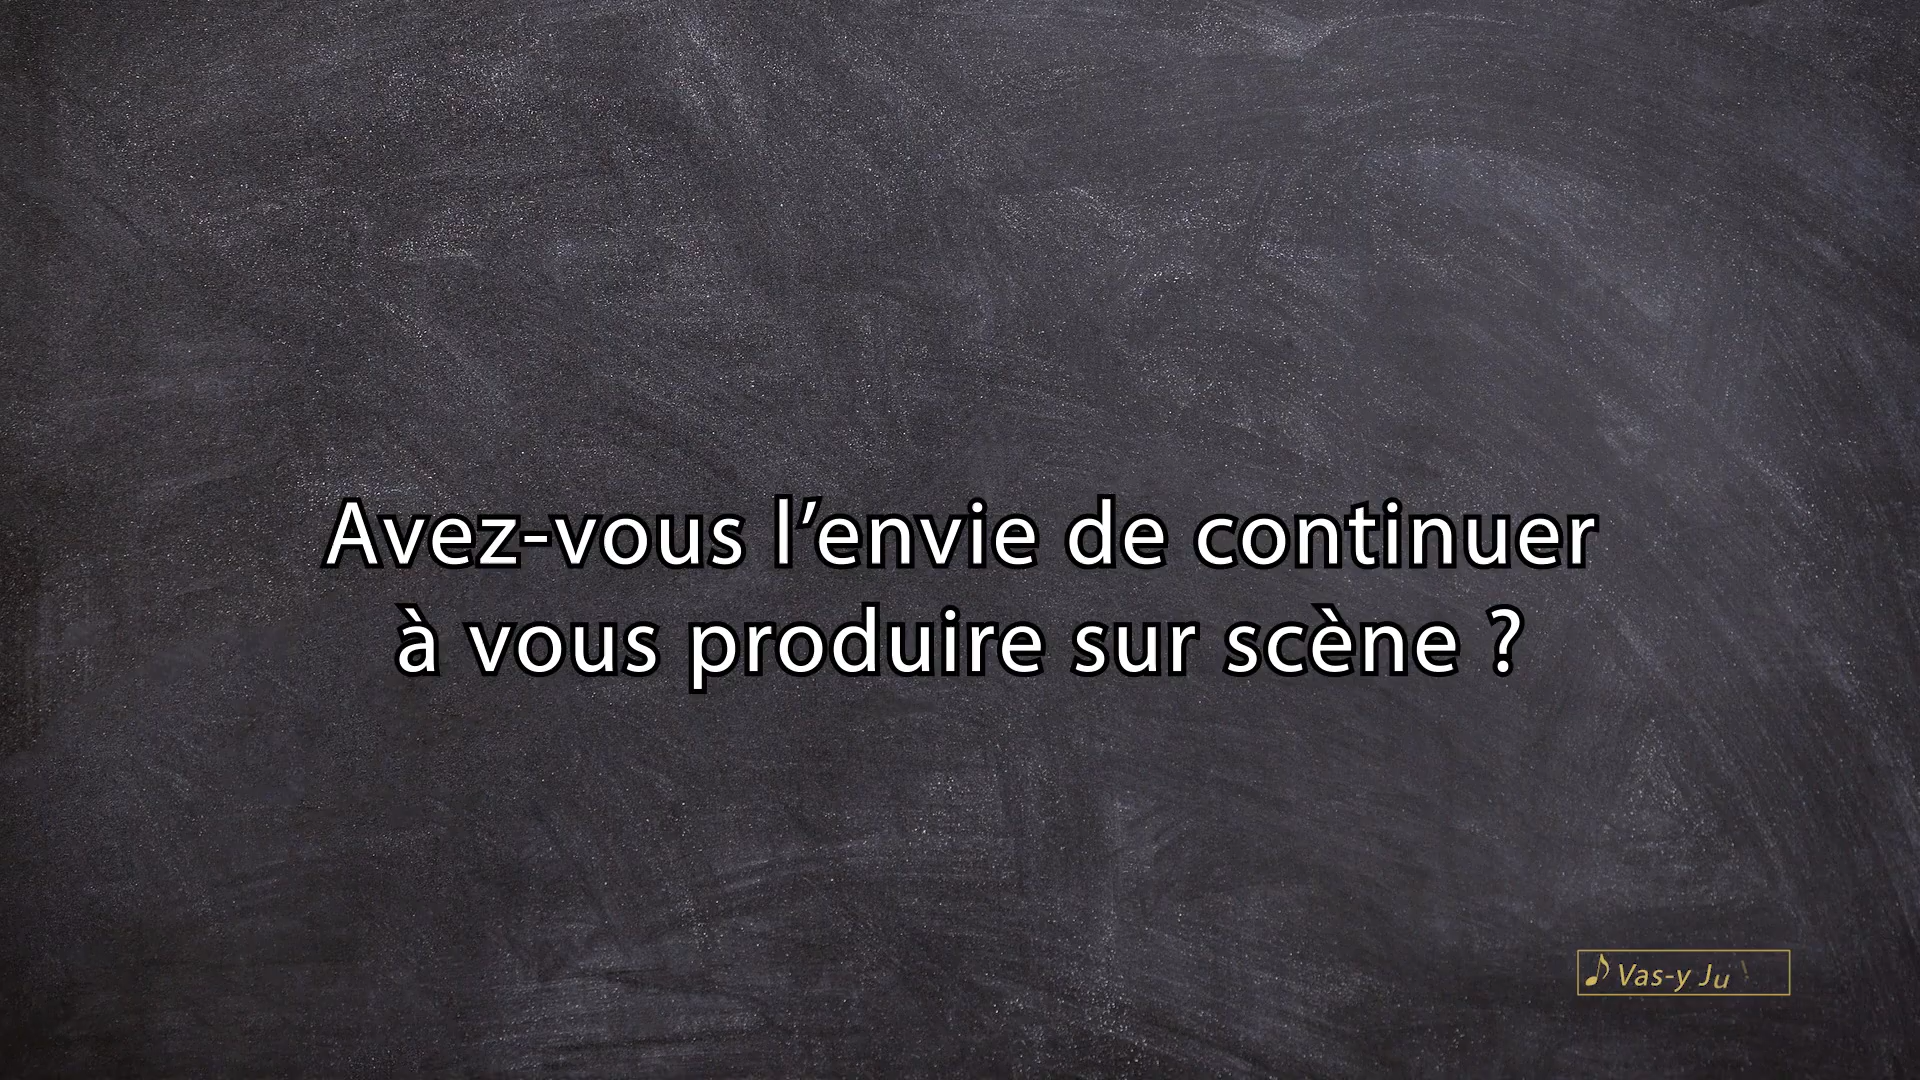 Avez-vous l’envie de continuer
à vous produire sur scène ?
Vas-y Ju